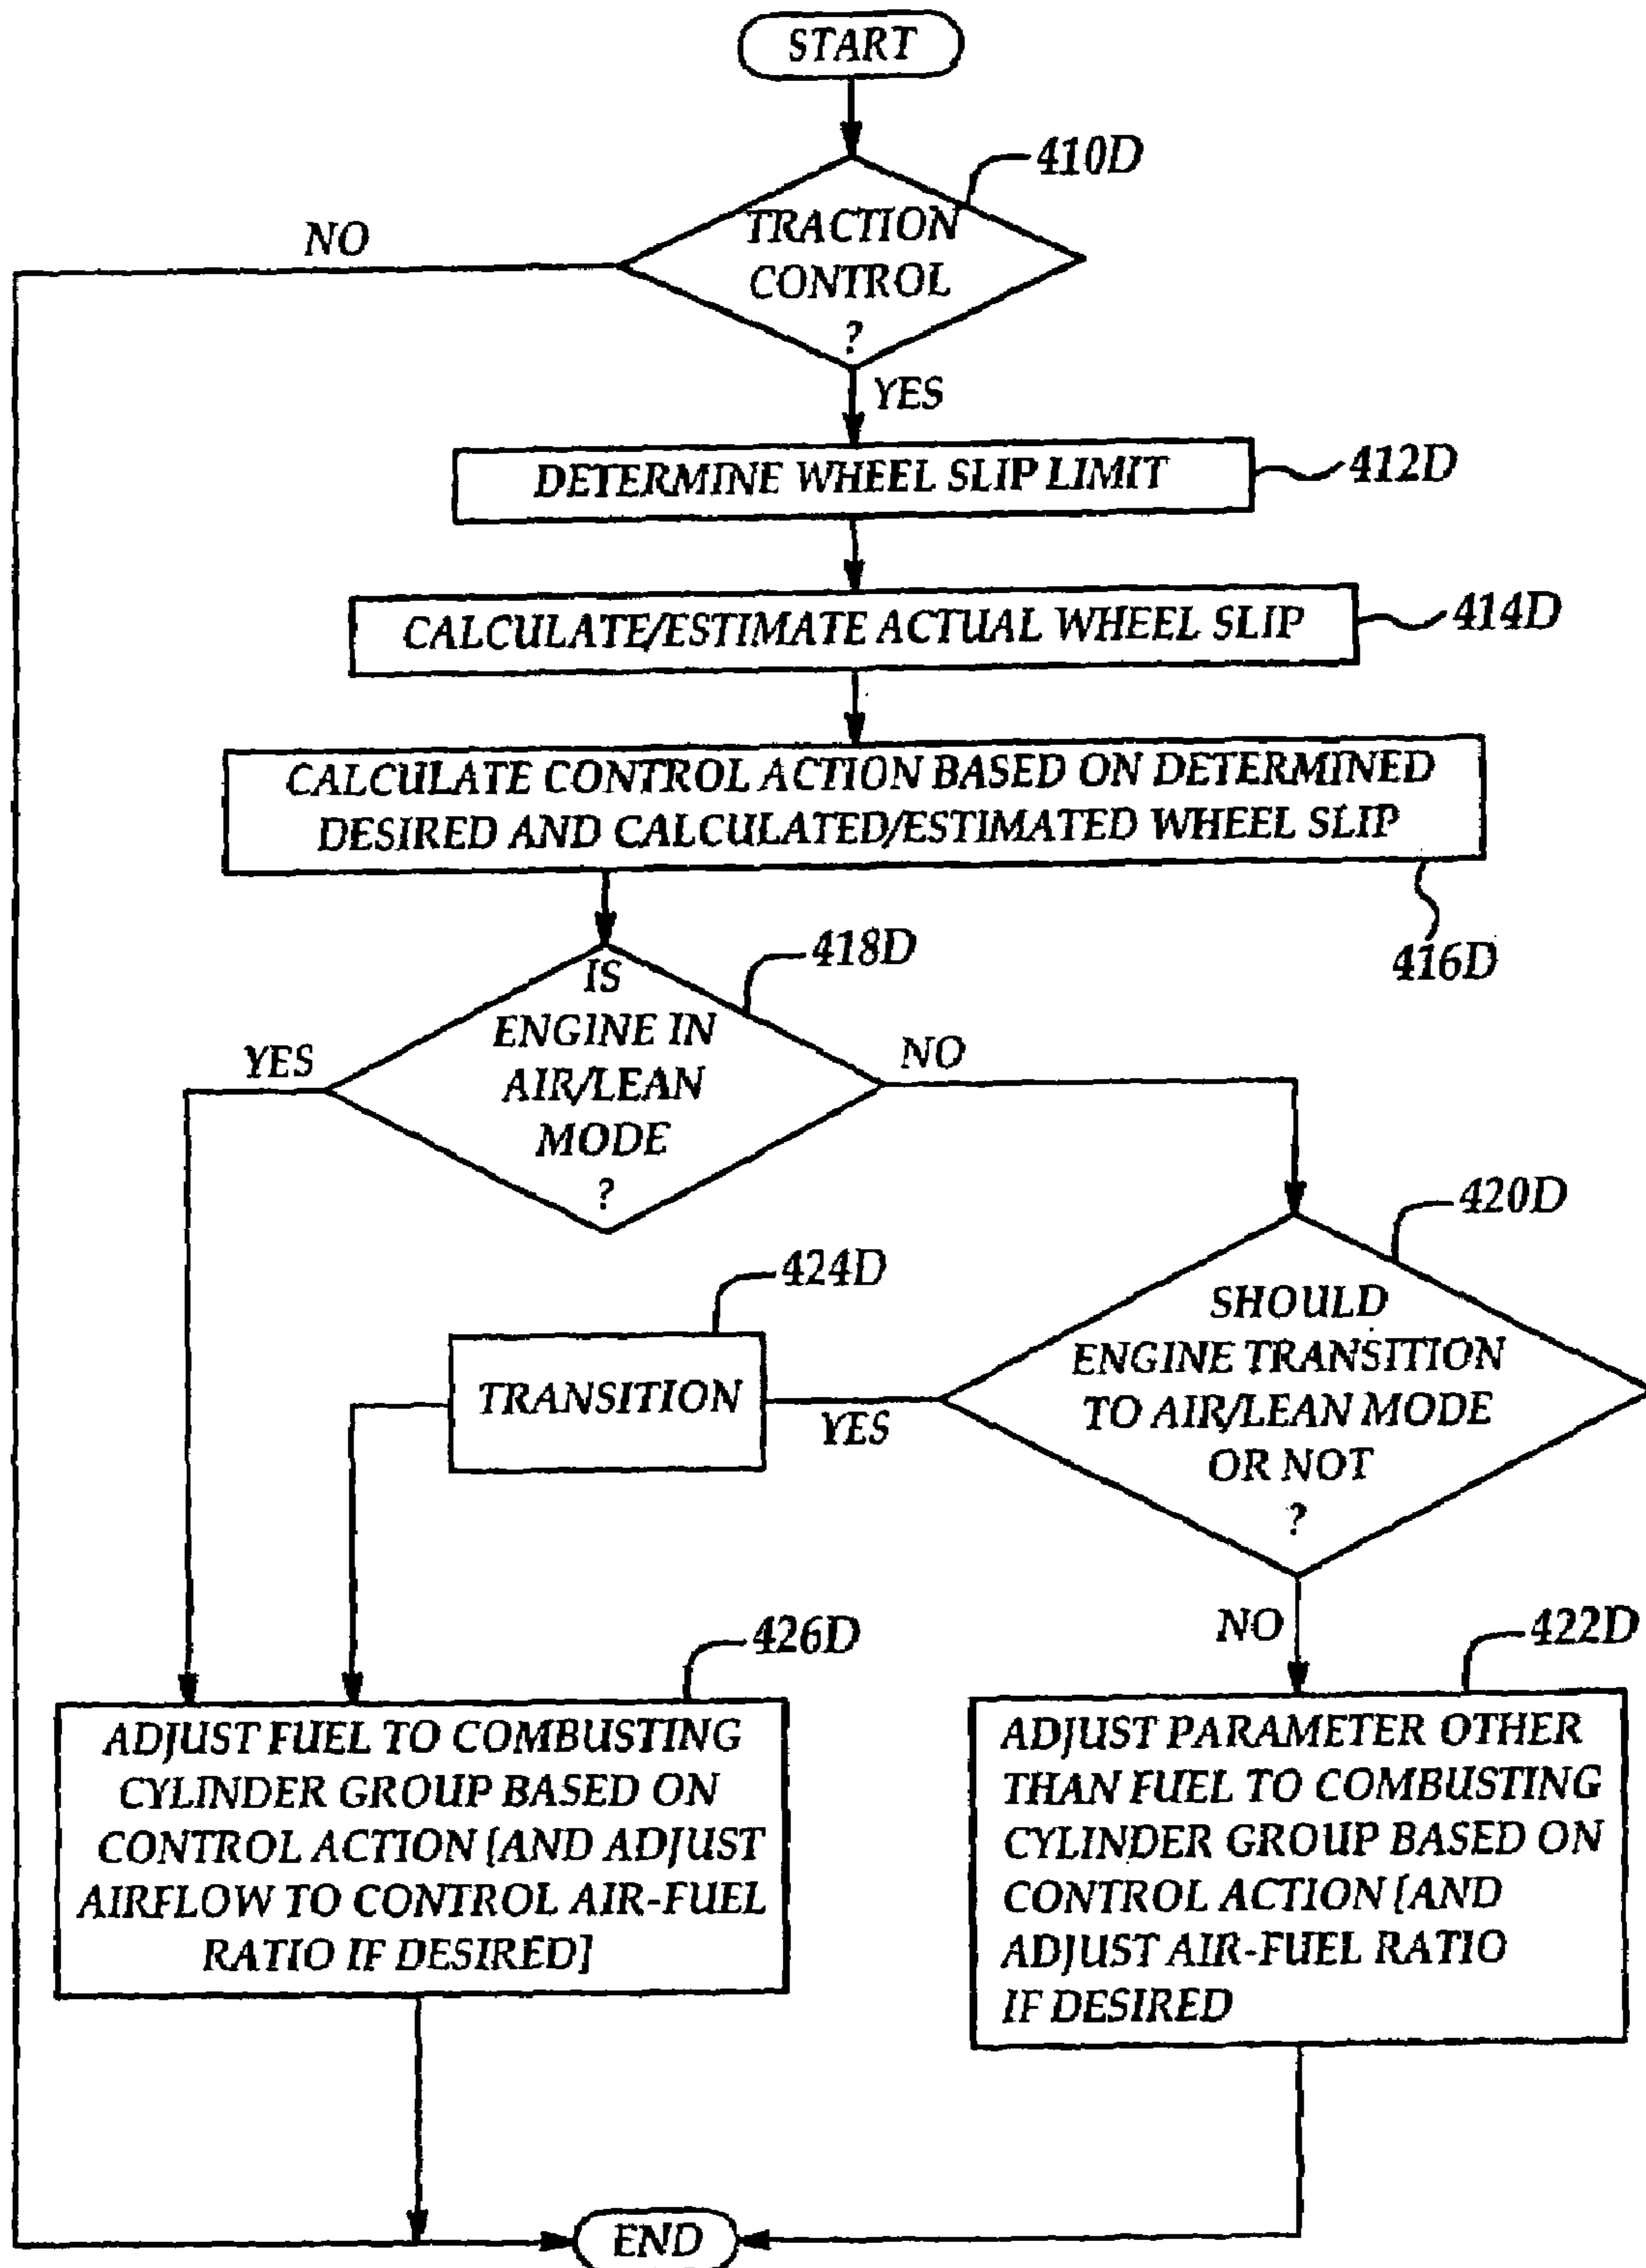 START
410D
NO
TRACTION
CONTROL
?
YES
DETERMINE WHEEL SLIP LIMIT
412D
CALCULATE/ESTIMATE ACTUAL WHEEL SLIP
414D
CALCULATE CONTROL ACTION BASED ON DETERMINED
DESIRED AND CALCULATED/ESTIMATED WHEEL SLIP
416D
418D
IS
ENGINE IN
AIR/LEAN
MODE
?
YES
NO
420D
SHOULD
ENGINE TRANSITION
TO AIR/LEAN MODE
OR NOT
?
424D
TRANSITION
YES
NO
426D
ADJUST FUEL TO COMBUSTING
CYLINDER GROUP BASED ON
CONTROL ACTION [AND ADJUST
AIRFLOW TO CONTROL AIR-FUEL
RATIO IF DESIRED]
422D
ADJUST PARAMETER OTHER
THAN FUEL TO COMBUSTING
CYLINDER GROUP BASED ON
CONTROL ACTION [AND
ADJUST AIR-FUEL RATIO
IF DESIRED
END